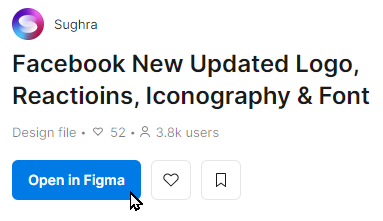 Sughra
Facebook New Updated Logo,
Reactioins, Iconography & Font
Design file • 52 • 3.8k users
Open in Figma